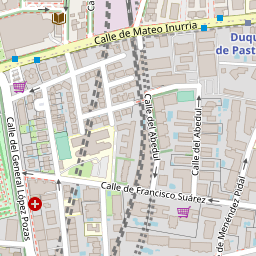 Calle de Mateo Inurria
Duqu
de Past
Calle del Abedul
Calle del Abedul
Calle del General López Pozas
Calle de Francisco Suárez
e de Menéndez Pidal